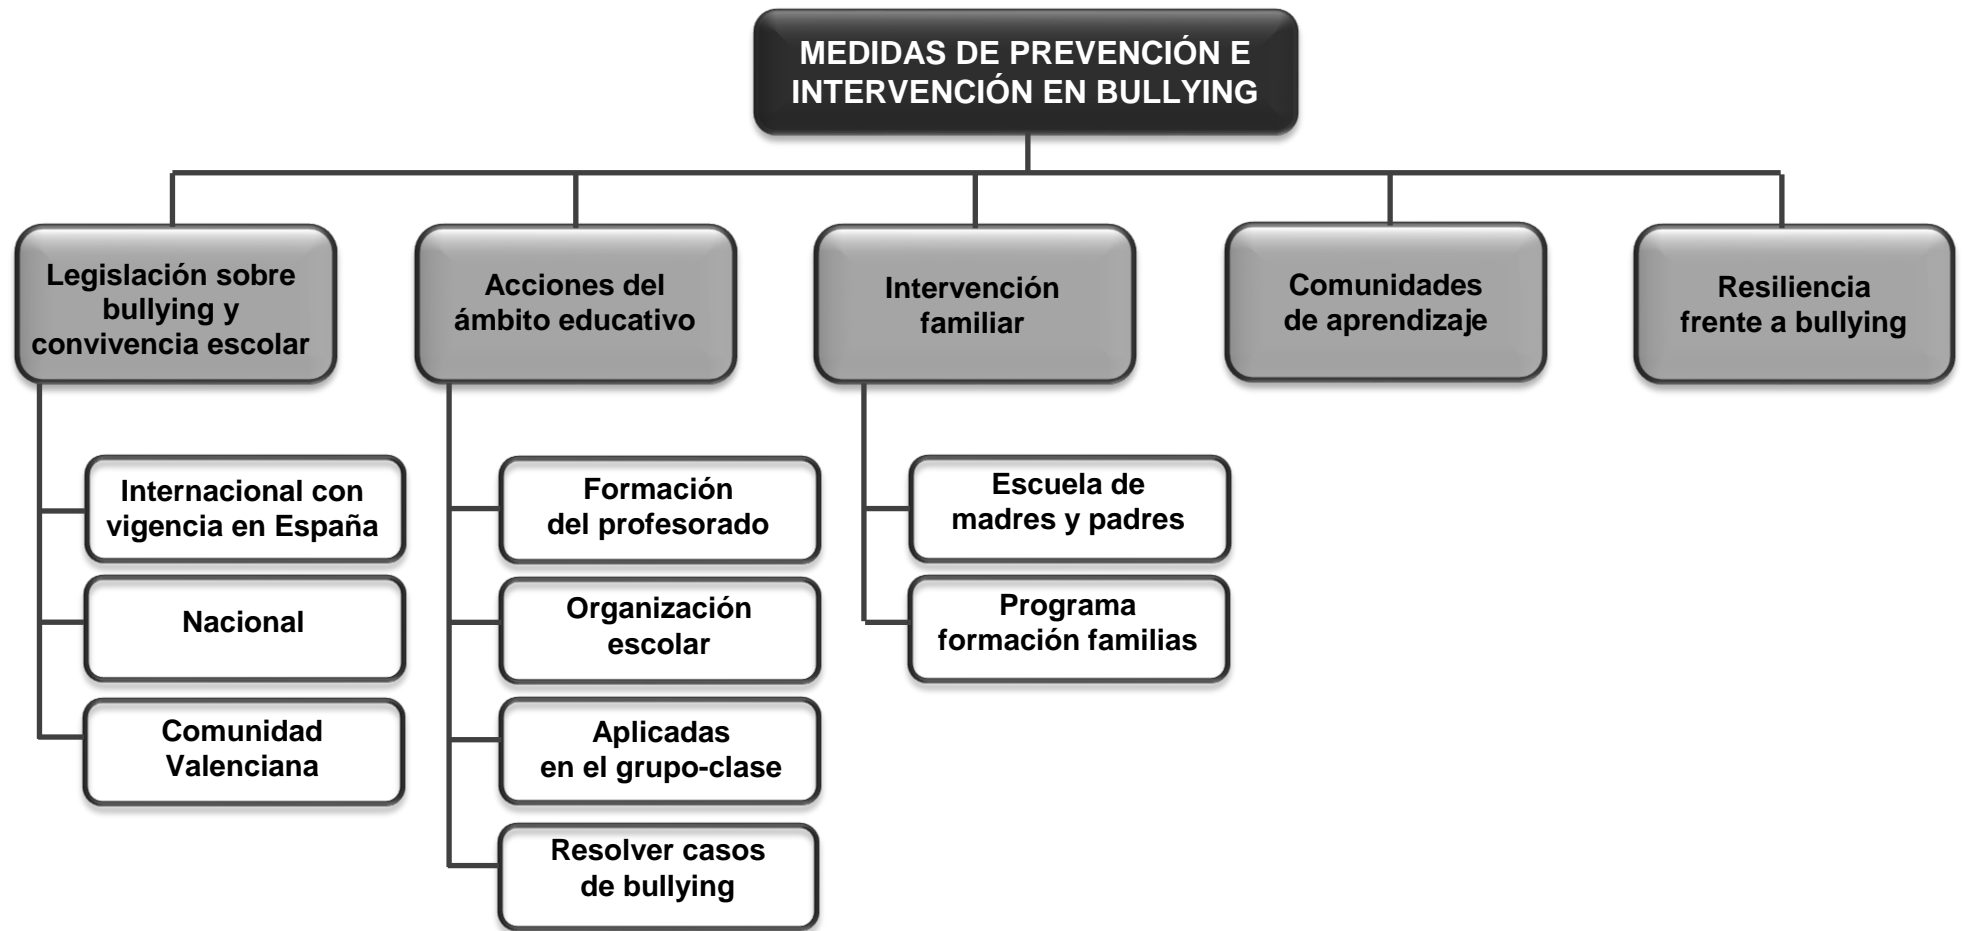 MEDIDAS DE PREVENCIÓN E
INTERVENCIÓN EN BULLYING
Legislación sobre
bullying y
convivencia escolar
Internacional con
vigencia en España
Nacional
Comunidad
Valenciana
Acciones del
ámbito educativo
Formación
del profesorado
Organización
escolar
Aplicadas
en el grupo-clase
Resolver casos
de bullying
Intervención
familiar
Escuela de
madres y padres
Programa
formación familias
Comunidades
de aprendizaje
Resiliencia
frente a bullying